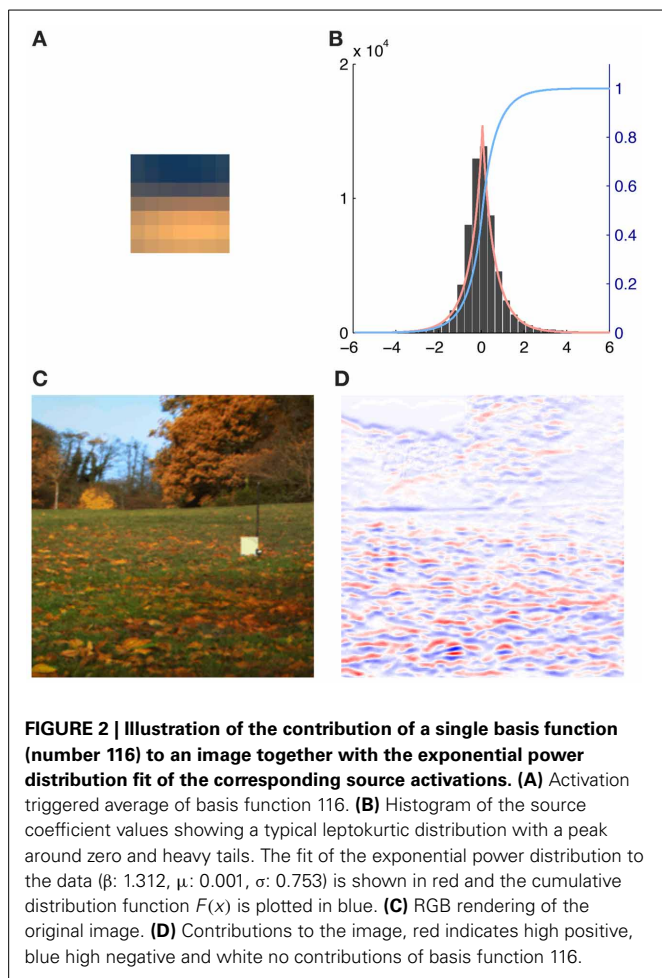 A
B
x 10⁴
2
1
0
−6
−4
−2
0
2
4
6
1
0.8
0.6
0.4
0.2
0
C
D
FIGURE 2 | Illustration of the contribution of a single basis function
(number 116) to an image together with the exponential power
distribution fit of the corresponding source activations. (A) Activation
triggered average of basis function 116. (B) Histogram of the source
coefficient values showing a typical leptokurtic distribution with a peak
around zero and heavy tails. The fit of the exponential power distribution to
the data (β: 1.312, μ: 0.001, σ: 0.753) is shown in red and the cumulative
distribution function F(x) is plotted in blue. (C) RGB rendering of the
original image. (D) Contributions to the image, red indicates high positive,
blue high negative and white no contributions of basis function 116.